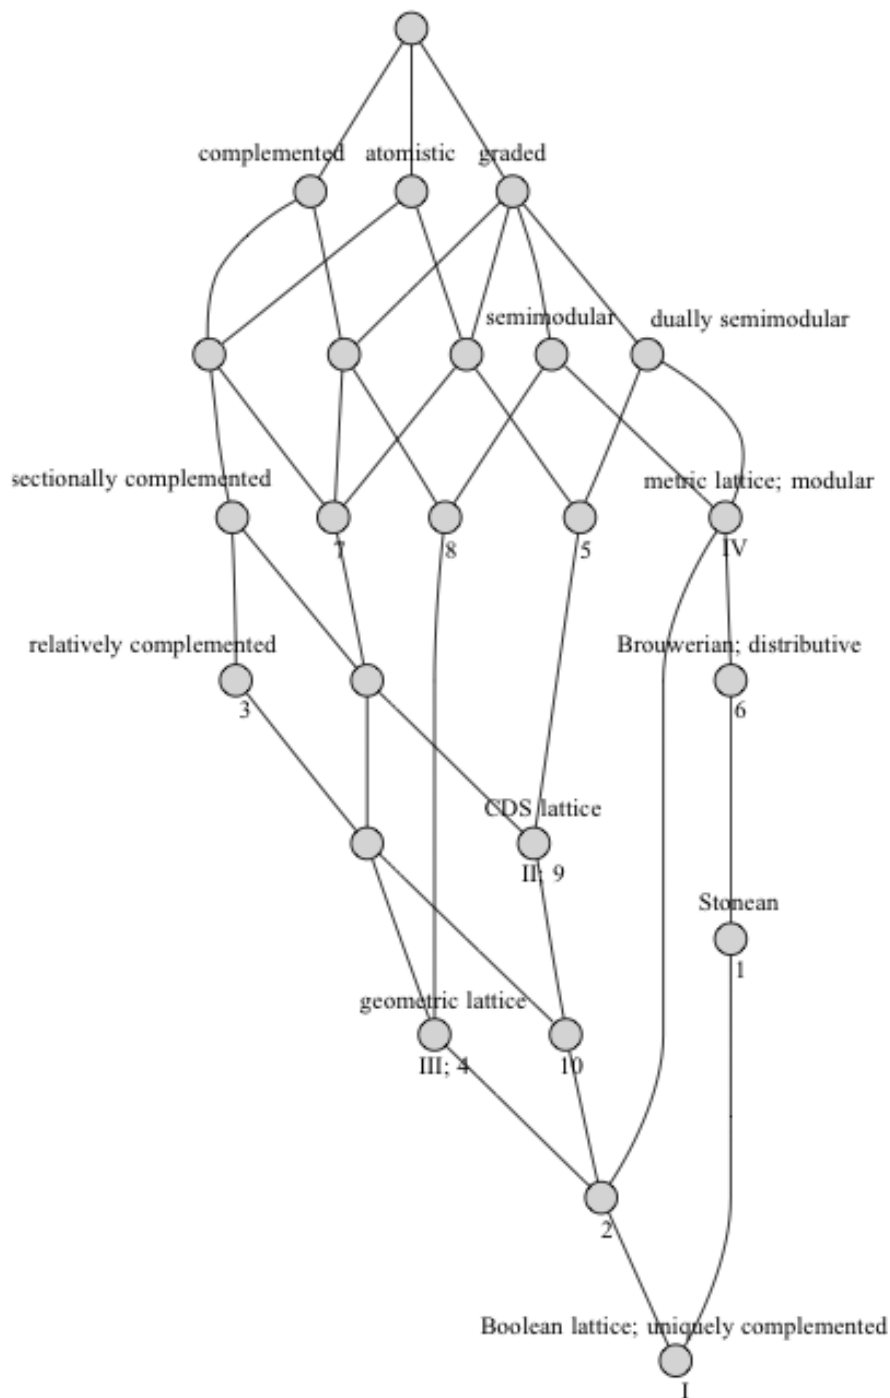 complemented atomistic graded
semimodular dually semimodular
sectionally complemented metric lattice; modular
7 8 5 IV
relatively complemented Brouwerian; distributive
3 6
CDS lattice
II; 9
Stonean
1
geometric lattice
III; 4 10
2
Boolean lattice; uniquely complemented
I